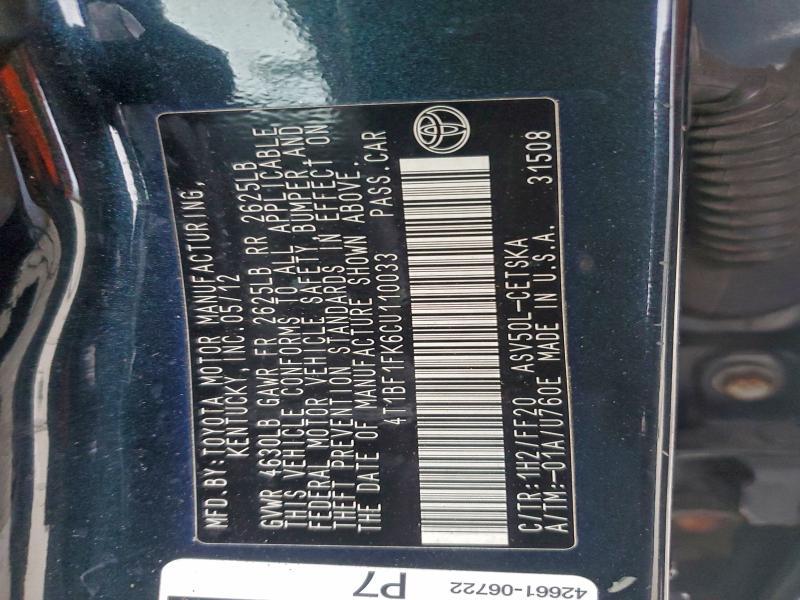 MFD.BY:TOYOTA MOTOR MANUFACTURING,
KENTUCKY, INC.05/12
GVWR 4630LB GAWR FR 2625LB RR 2625LB
THIS VEHICLE CONFORMS TO ALL APPLICABLE
FEDERAL MOTOR VEHICLE SAFETY, BUMPER, AND
THEFT PREVENTION STANDARDS IN EFFECT ON
THE DATE OF MANUFACTURE SHOWN ABOVE.
4T1BF1FK6CU110033 PASS.CAR
C/TR:1H2/FF20 ASV50L-CETSKA
A/TM:-01A/U760E MADE IN U.S.A. 31508
P7
42661-06722